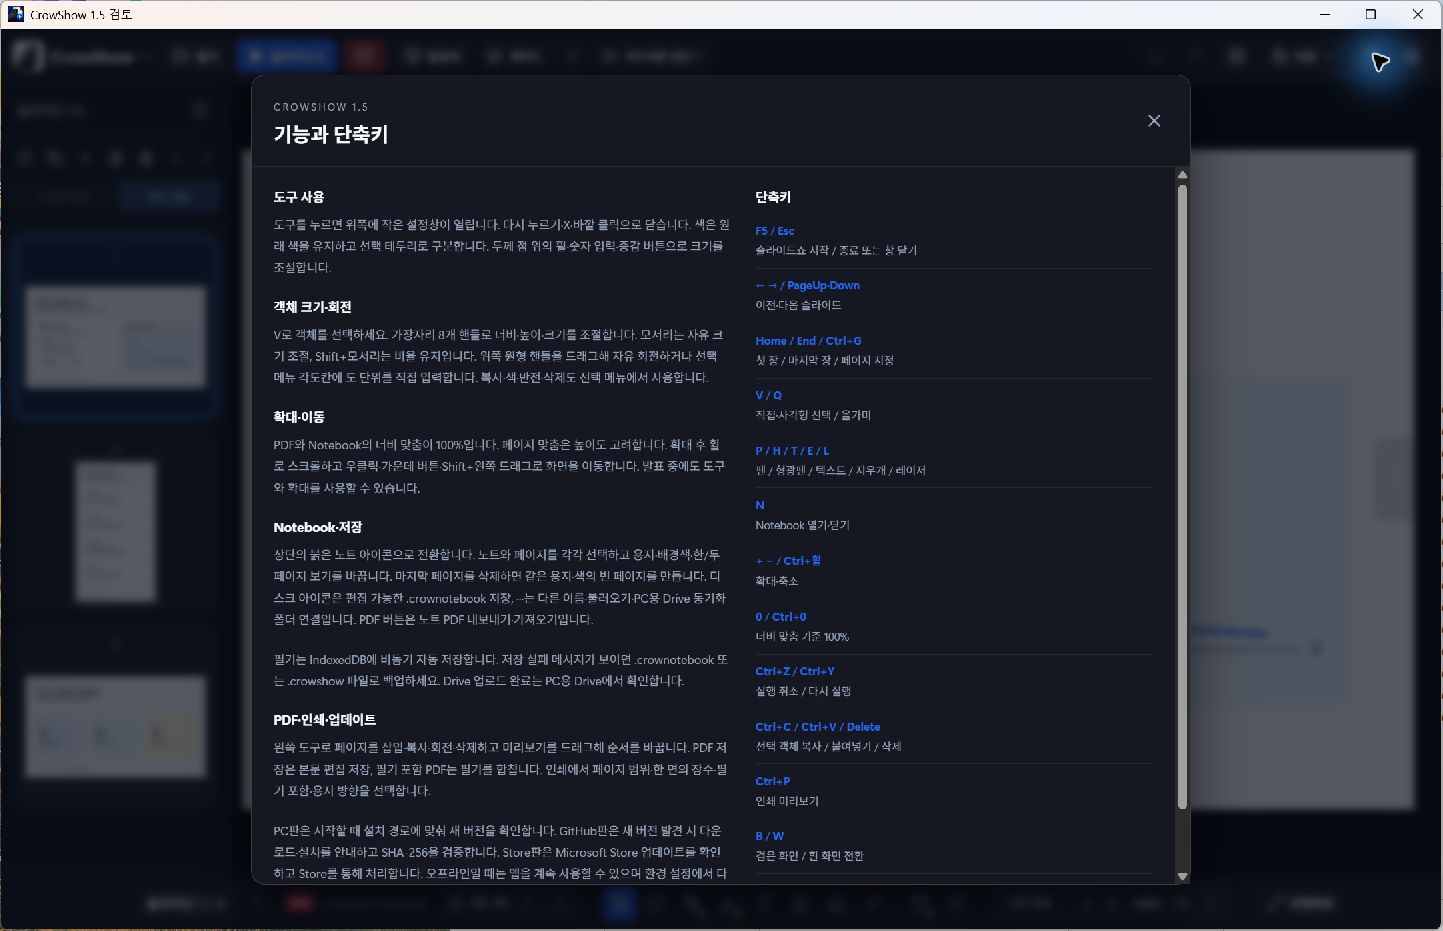 CrowShow 1.5 검토
CROWSHOW 1.5
기능과 단축키
도구 사용
도구를 누르면 위쪽에 작은 설정창이 열립니다. 다시 누르기·X·바깥 클릭으로 닫습니다. 색은 원
래 색을 유지하고 선택 테두리로 구분합니다. 두께 점 위의 펼·숫자 입력·증감 버튼으로 크기를
조절합니다.
객체 크기·회전
V로 객체를 선택하세요. 가장자리 8개 핸들로 너비·높이·크기를 조절합니다. 모서리는 자유 크
기 조절, Shift+모서리는 비율 유지입니다. 위쪽 원형 핸들을 드래그해 자유 회전하거나 선택
메뉴 각도칸에 도 단위를 직접 입력합니다. 복사·색·반전·삭제도 선택 메뉴에서 사용합니다.
확대·이동
PDF와 Notebook의 너비 맞춤이 100%입니다. 페이지 맞춤은 높이도 고려합니다. 확대 후 휠
로 스크롤하고 우클릭·가운데 버튼·Shift+왼쪽 드래그로 화면을 이동합니다. 발표 중에도 도구
와 확대를 사용할 수 있습니다.
Notebook·저장
상단의 붉은 노트 아이콘으로 전환합니다. 노트와 페이지를 각각 선택하고 용지·배경색·한/두
페이지 보기를 바꿉니다. 마지막 페이지를 삭제하면 같은 용지·색의 빈 페이지를 만듭니다. 디
스크 아이콘은 편집 가능한 .crownotebook 저장, ···는 다른 이름·불러오기·PC용 Drive 동기화
폴더 연결입니다. PDF 버튼은 노트 PDF 내보내기·가져오기입니다.
필기는 IndexedDB에 비동기 자동 저장합니다. 저장 실패 메시지가 보이면 .crownotebook 또
는 .crowshow 파일로 백업하세요. Drive 업로드 완료는 PC용 Drive에서 확인합니다.
PDF·인쇄·업데이트
왼쪽 도구로 페이지를 삽입·복사·회전·삭제하고 미리보기를 드래그해 순서를 바꿉니다. PDF 저
장은 본문 편집 저장, 필기 포함 PDF는 필기를 합칩니다. 인쇄에서 페이지 범위·한 면의 장수·필
기 포함·용지 방향을 선택합니다.
PC판은 시작할 때 설치 경로에 맞춰 새 버전을 확인합니다. GitHub판은 새 버전 발견 시 다운
로드·설치를 안내하고 SHA-256을 검증합니다. Store판은 Microsoft Store 업데이트를 확인
하고 Store를 통해 처리합니다. 오프라인일 때는 앱을 계속 사용할 수 있으며 환경 설정에서 다
단축키
F5 / Esc
슬라이드쇼 시작 / 종료 또는 창 닫기
← → / PageUp·Down
이전·다음 슬라이드
Home / End / Ctrl+G
첫 장 / 마지막 장 / 페이지 지정
V / Q
직접·사각형 선택 / 올가미
P / H / T / E / L
펜 / 형광펜 / 텍스트 / 지우개 / 레이저
N
Notebook 열기·닫기
+ − / Ctrl+휠
확대·축소
0 / Ctrl+0
너비 맞춤 기준 100%
Ctrl+Z / Ctrl+Y
실행 취소 / 다시 실행
Ctrl+C / Ctrl+V / Delete
선택 객체 복사 / 붙여넣기 / 삭제
Ctrl+P
인쇄 미리보기
B / W
검은 화면 / 흰 화면 전환